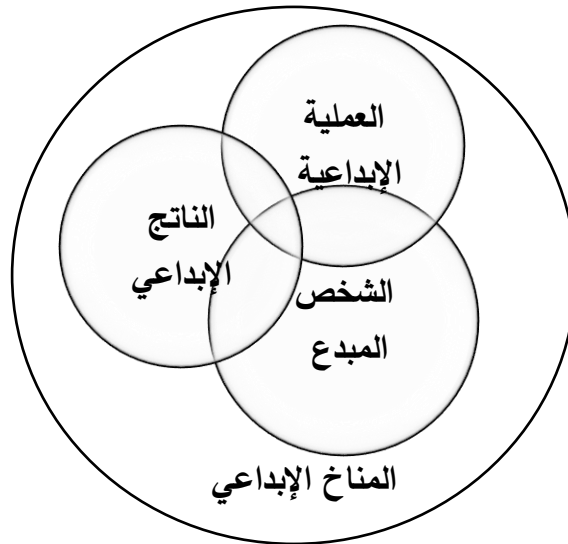 العملية
الإبداعية
الناتج
الإبداعي
الشخص
المبدع
المناخ الإبداعي